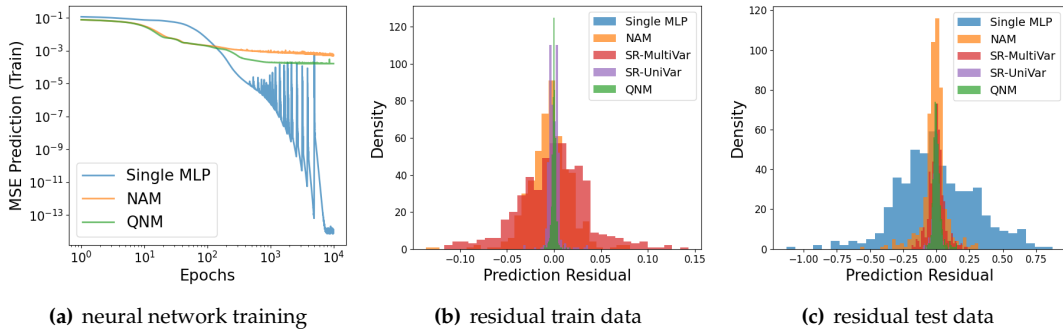 MSE Prediction (Train)
10⁻¹
10⁻³
10⁻⁵
10⁻⁷
10⁻⁹
10⁻¹¹
10⁻¹³
Single MLP
NAM
QNM
10⁰ 10¹ 10² 10³ 10⁴
Epochs
(a) neural network training
Density
120
100
80
60
40
20
0
Single MLP
NAM
SR-MultiVar
SR-UniVar
QNM
−0.10 −0.05 0.00 0.05 0.10 0.15
Prediction Residual
(b) residual train data
Density
120
100
80
60
40
20
0
Single MLP
NAM
SR-MultiVar
SR-UniVar
QNM
−1.00 −0.75 −0.50 −0.25 0.00 0.25 0.50 0.75
Prediction Residual
(c) residual test data